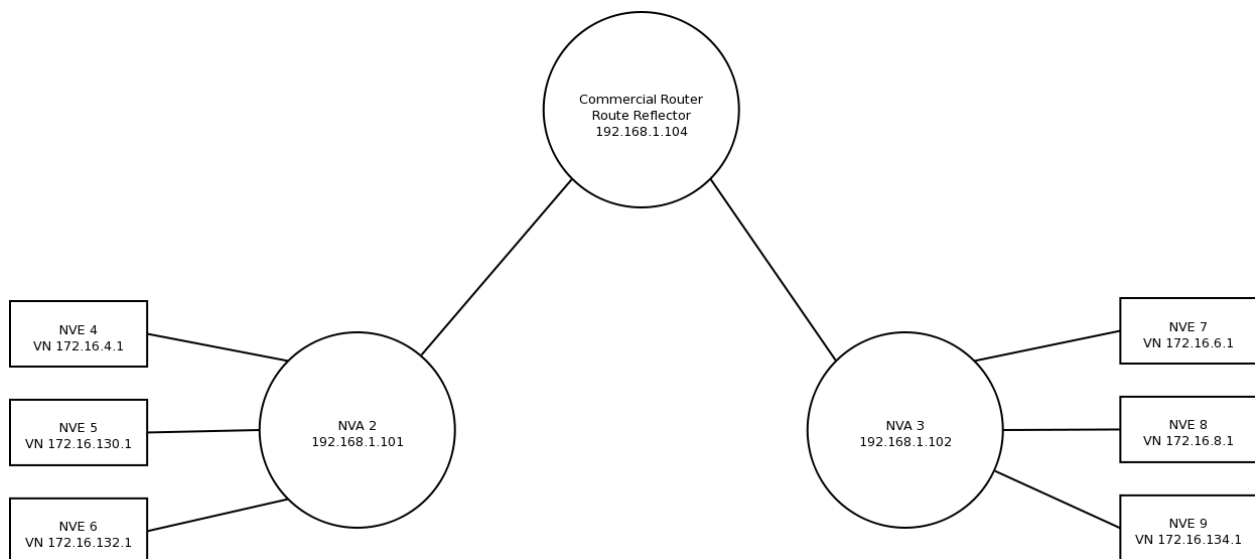 Commercial Router
Route Reflector
192.168.1.104
NVE 4
VN 172.16.4.1
NVE 5
VN 172.16.130.1
NVE 6
VN 172.16.132.1
NVA 2
192.168.1.101
NVA 3
192.168.1.102
NVE 7
VN 172.16.6.1
NVE 8
VN 172.16.8.1
NVE 9
VN 172.16.134.1